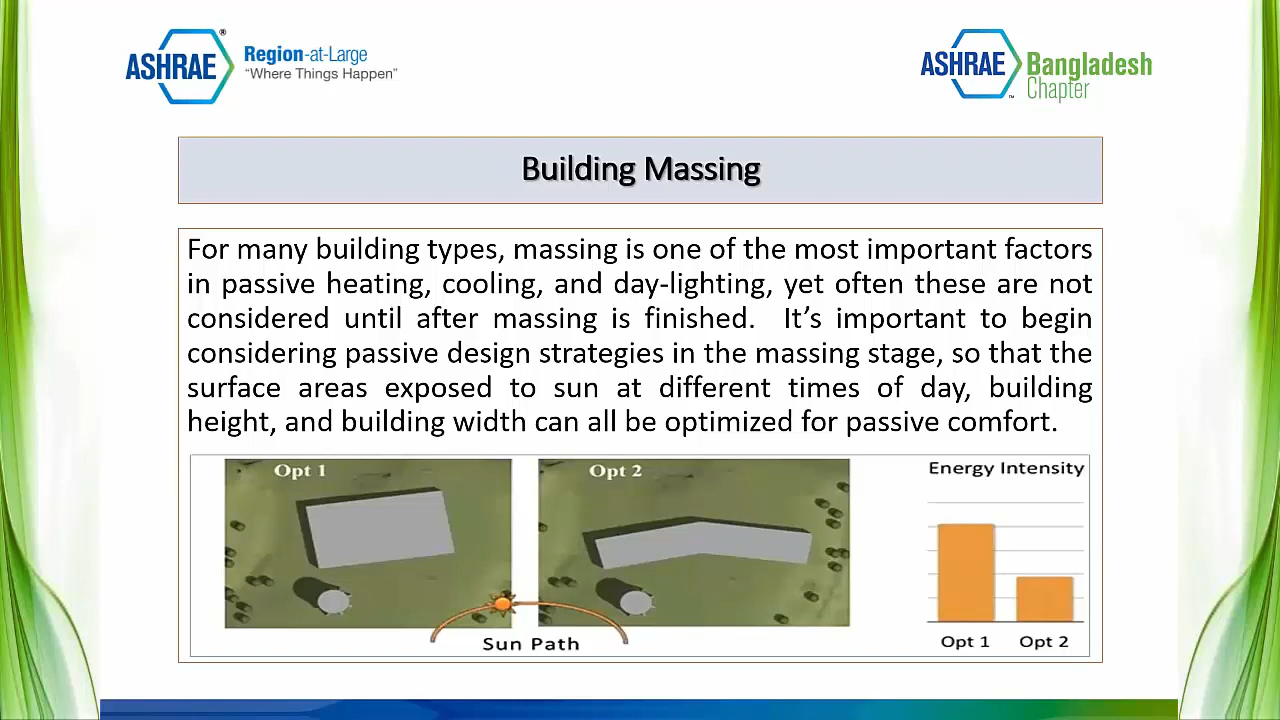 ASHRAE®
Region-at-Large
“Where Things Happen”
ASHRAE™
Bangladesh
Chapter
Building Massing
For many building types, massing is one of the most important factors
in passive heating, cooling, and day-lighting, yet often these are not
considered until after massing is finished.  It’s important to begin
considering passive design strategies in the massing stage, so that the
surface areas exposed to sun at different times of day, building
height, and building width can all be optimized for passive comfort.
Opt 1
Opt 2
Sun Path
Energy Intensity
Opt 1 Opt 2